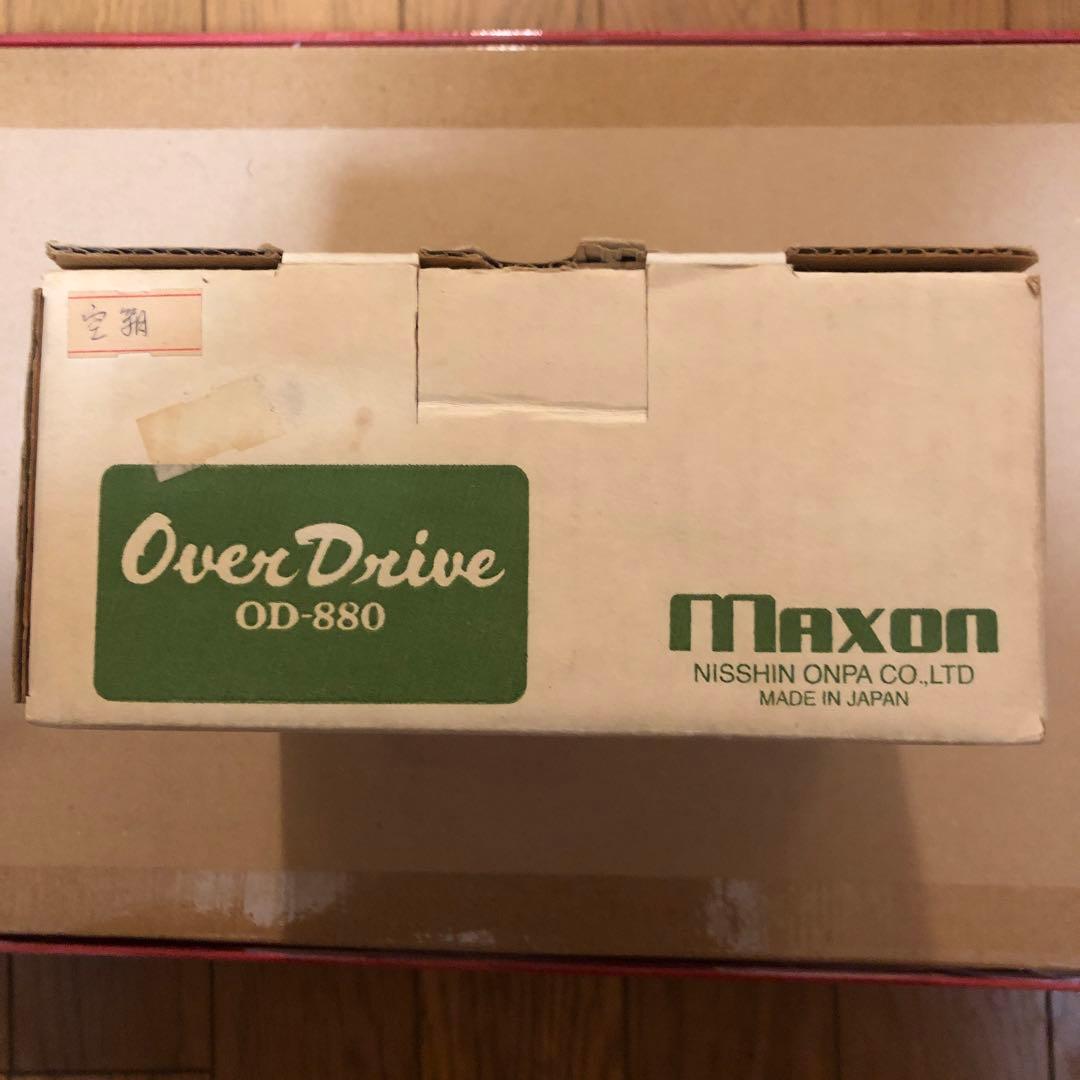 空箱
Over Drive
OD-880
MAXON
NISSHIN ONPA CO.,LTD
MADE IN JAPAN